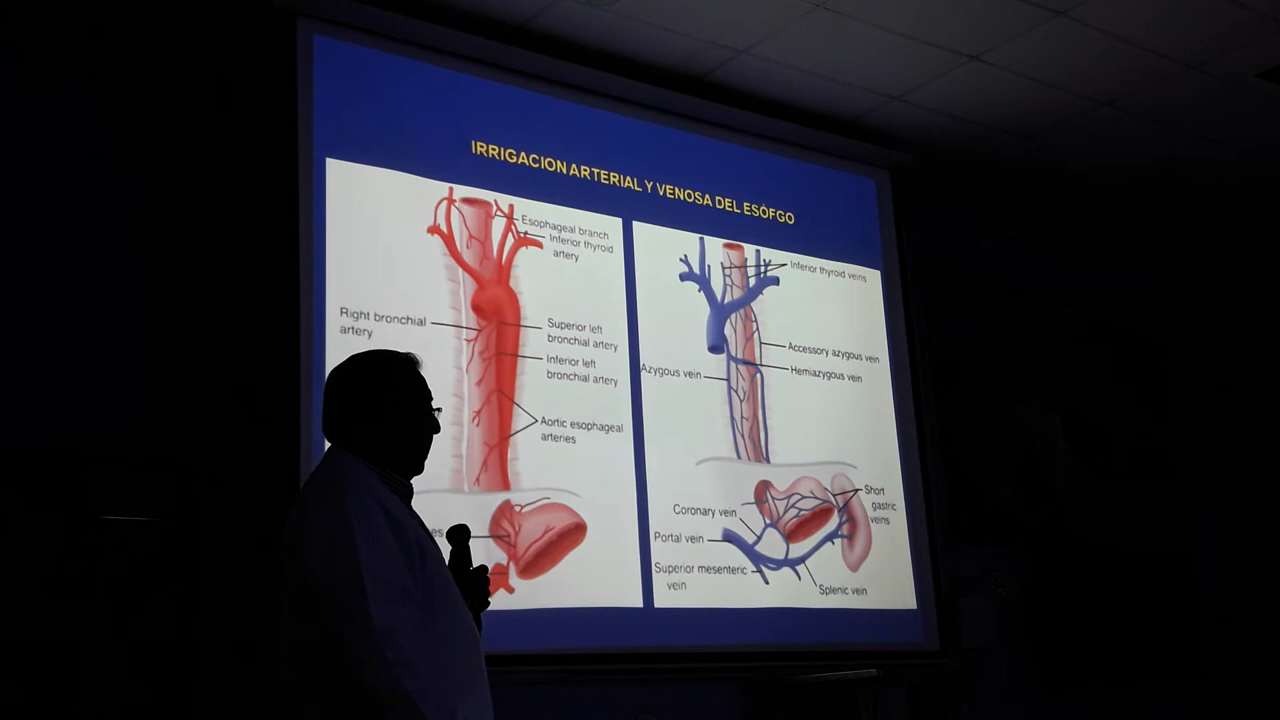 IRRIGACION ARTERIAL Y VENOSA DEL ESÓFGO
Esophageal branch
Inferior thyroid
artery
Right bronchial
artery
Superior left
bronchial artery
Inferior left
bronchial artery
Aortic esophageal
arteries
es
Inferior thyroid veins
Accessory azygous vein
Hemiazygous vein
Azygous vein
Short
gastric
veins
Coronary vein
Portal vein
Superior mesenteric
vein
Splenic vein